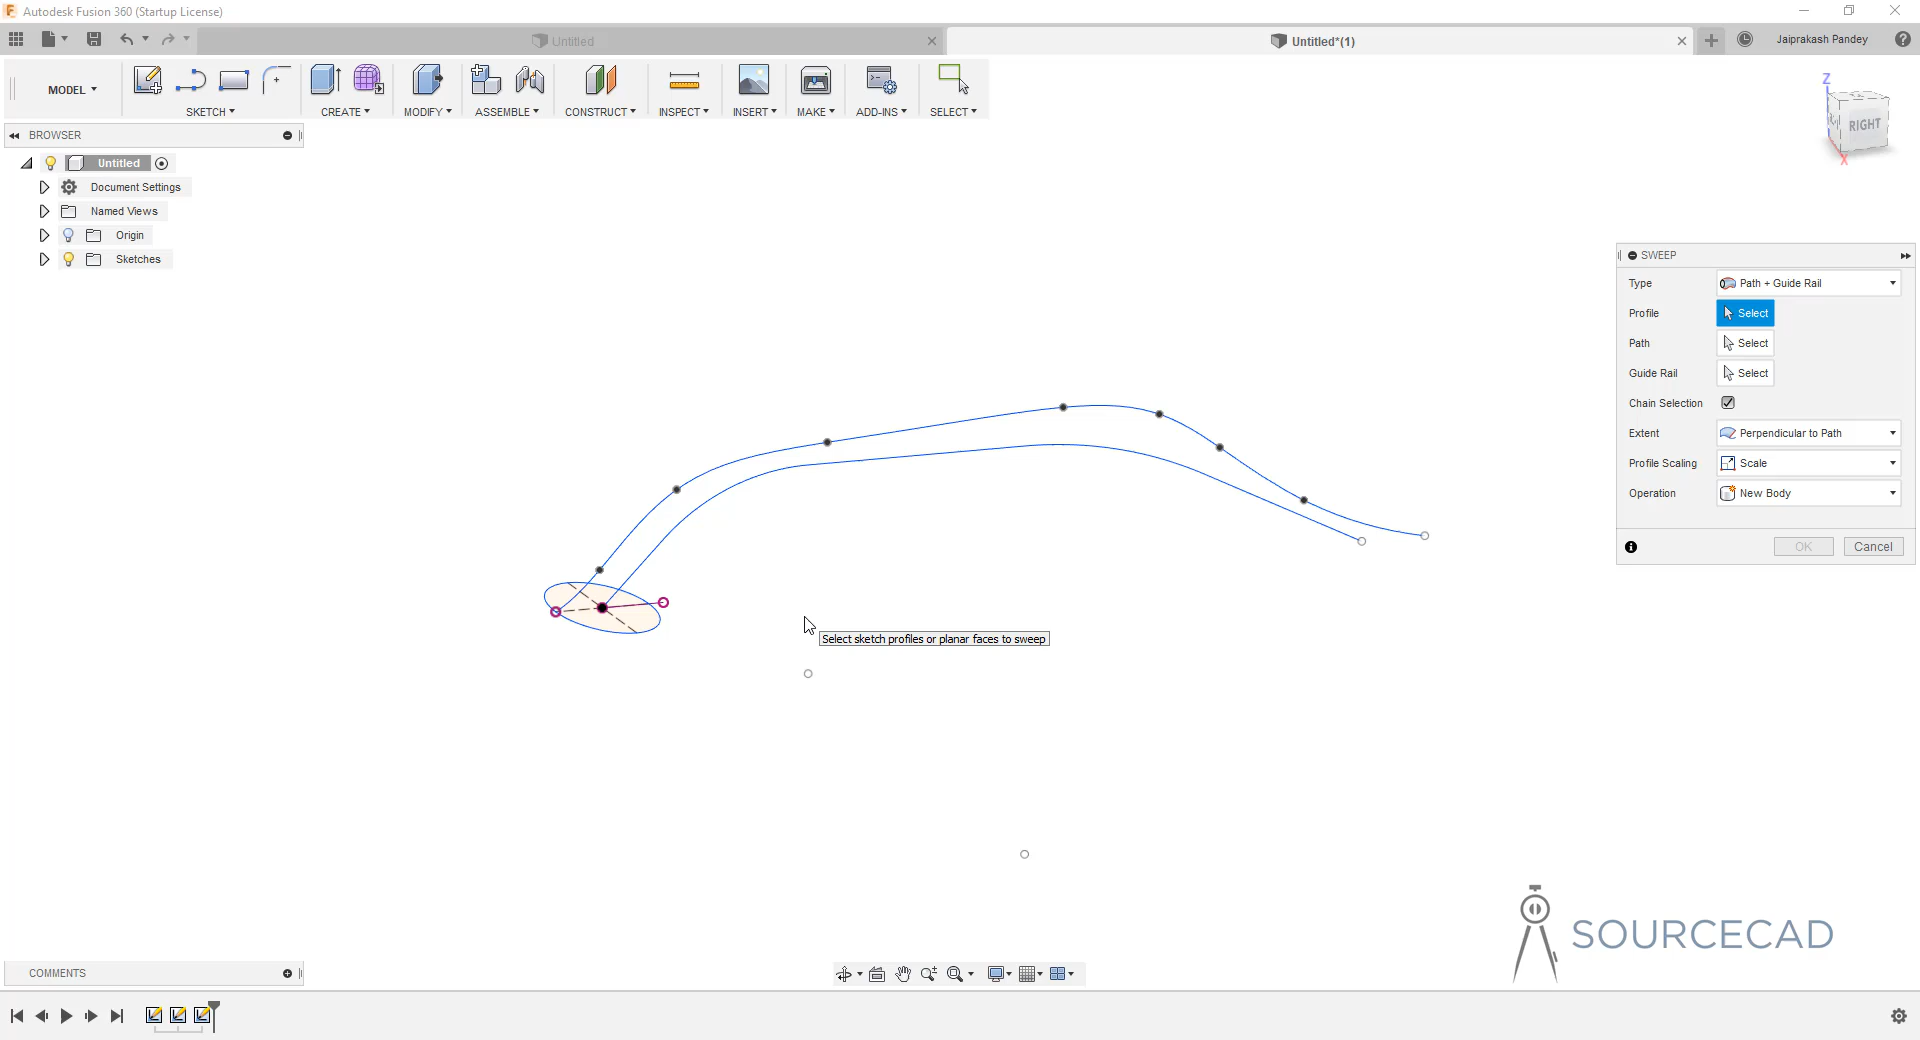 Autodesk Fusion 360 (Startup License)
Untitled
Untitled*(1)
Jaiprakash Pandey
MODEL
SKETCH
CREATE
MODIFY
ASSEMBLE
CONSTRUCT
INSPECT
INSERT
MAKE
ADD-INS
SELECT
Z
RIGHT
X
BROWSER
Untitled
Document Settings
Named Views
Origin
Sketches
SWEEP
Type Path + Guide Rail
Profile Select
Path Select
Guide Rail Select
Chain Selection
Extent Perpendicular to Path
Profile Scaling Scale
Operation New Body
OK Cancel
Select sketch profiles or planar faces to sweep
SOURCECAD
COMMENTS